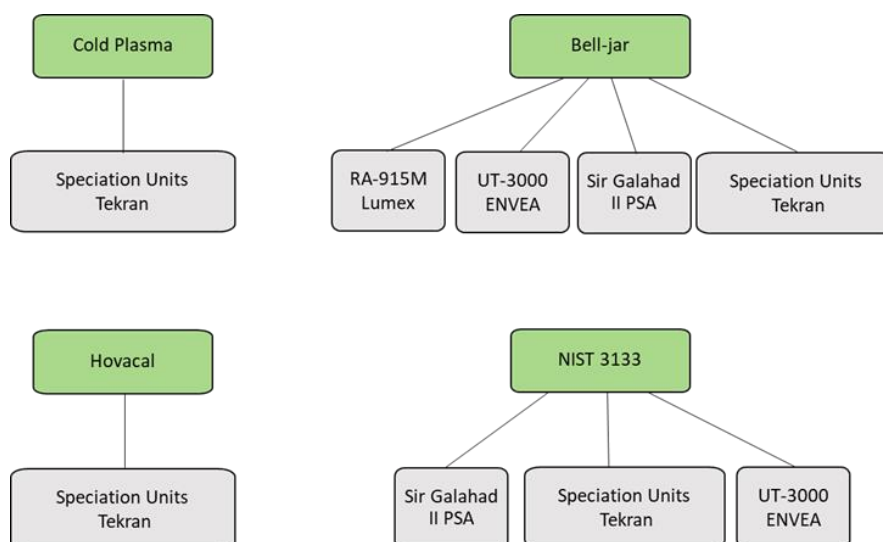 Cold Plasma
Bell-jar
Speciation Units
Tekran
RA-915M
Lumex
UT-3000
ENVEA
Sir Galahad
II PSA
Speciation Units
Tekran
Hovacal
NIST 3133
Speciation Units
Tekran
Sir Galahad
II PSA
Speciation Units
Tekran
UT-3000
ENVEA